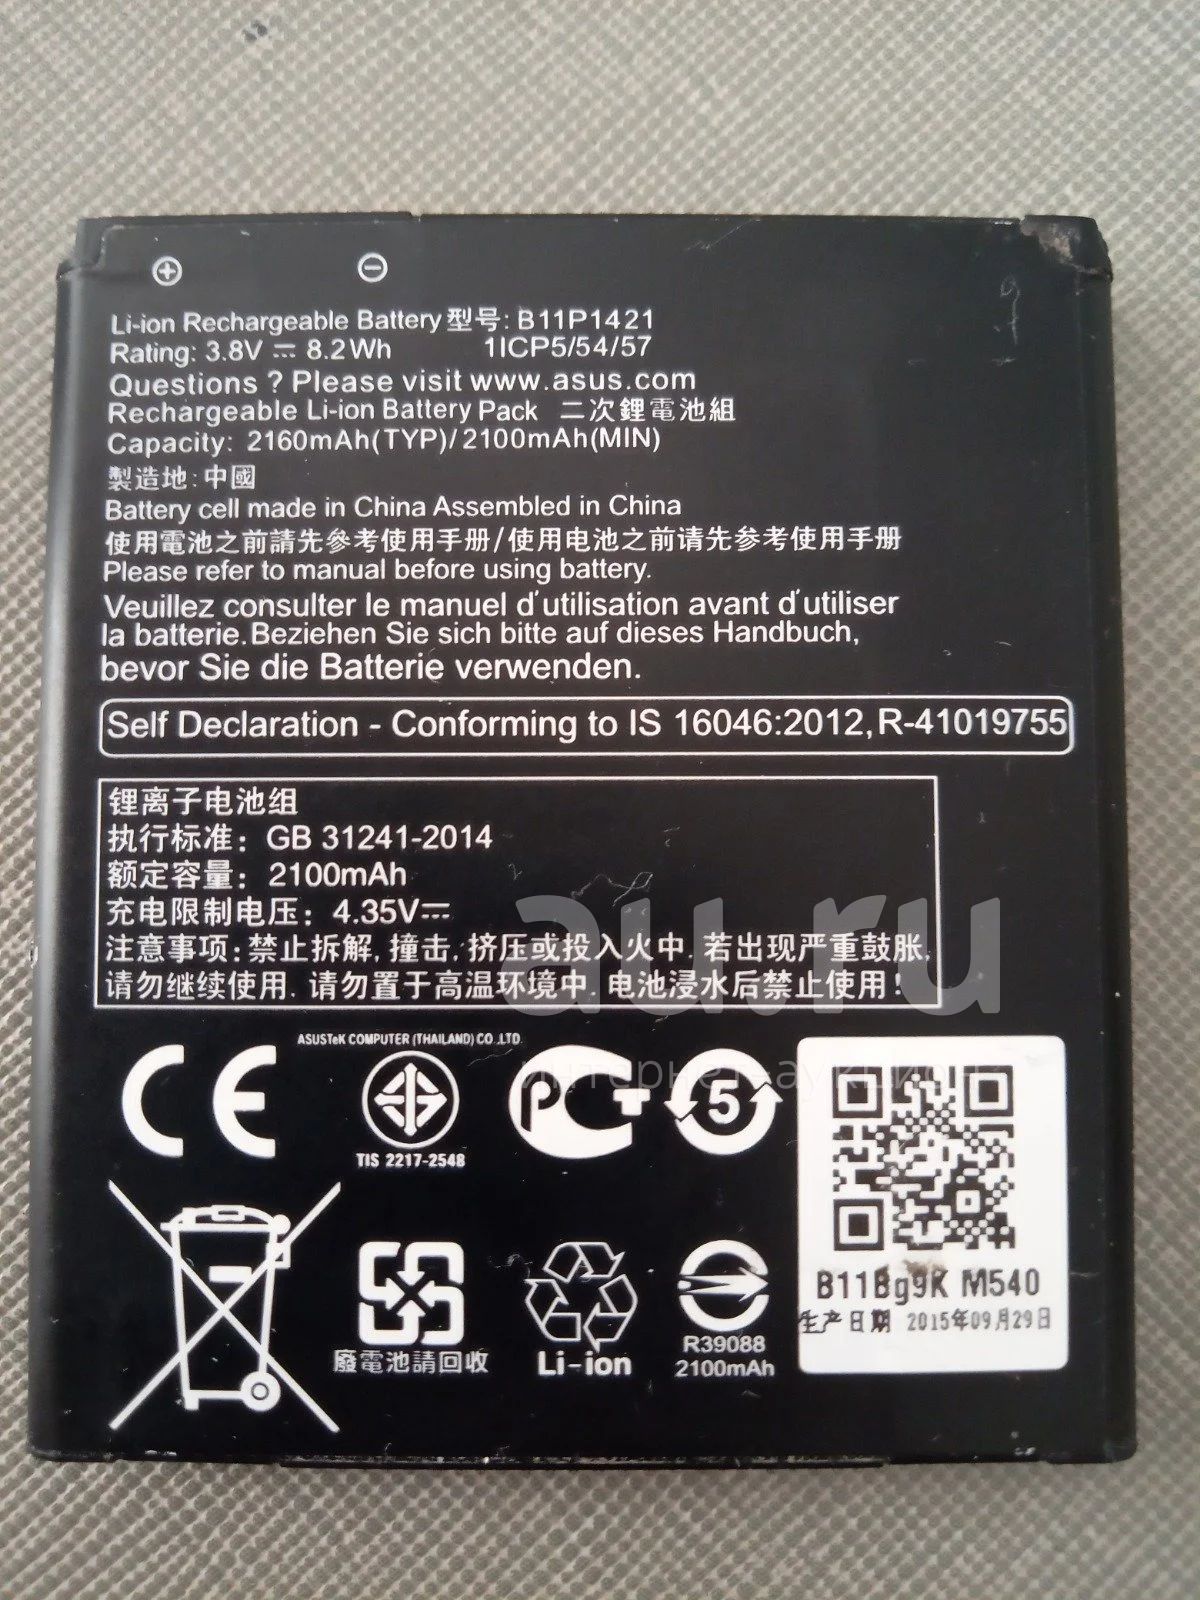 Li-ion Rechargeable Battery 型号: B11P1421
Rating: 3.8V ⎓ 8.2Wh 1ICP5/54/57
Questions ? Please visit www.asus.com
Rechargeable Li-ion Battery Pack 二次鋰電池組
Capacity: 2160mAh(TYP)/2100mAh(MIN)
製造地:中國
Battery cell made in China Assembled in China
使用電池之前請先參考使用手册/使用电池之前请先参考使用手册
Please refer to manual before using battery.
Veuillez consulter le manuel d'utilisation avant d'utiliser
la batterie. Beziehen Sie sich bitte auf dieses Handbuch,
bevor Sie die Batterie verwenden.
Self Declaration - Conforming to IS 16046:2012, R-41019755
锂离子电池组
执行标准: GB 31241-2014
额定容量: 2100mAh
充电限制电压: 4.35V⎓
注意事项:禁止拆解, 撞击, 挤压或投入火中. 若出现严重鼓胀,
请勿继续使用. 请勿置于高温环境中. 电池浸水后禁止使用!
au.ru
интернет-аукцион
ASUSTeK COMPUTER (THAILAND) CO.,LTD.
CE
TIS 2217-2548
РСТ
5
廢電池請回收
Li-ion
R39088
2100mAh
B11Bg9K M540
生产日期 2015年09月29日